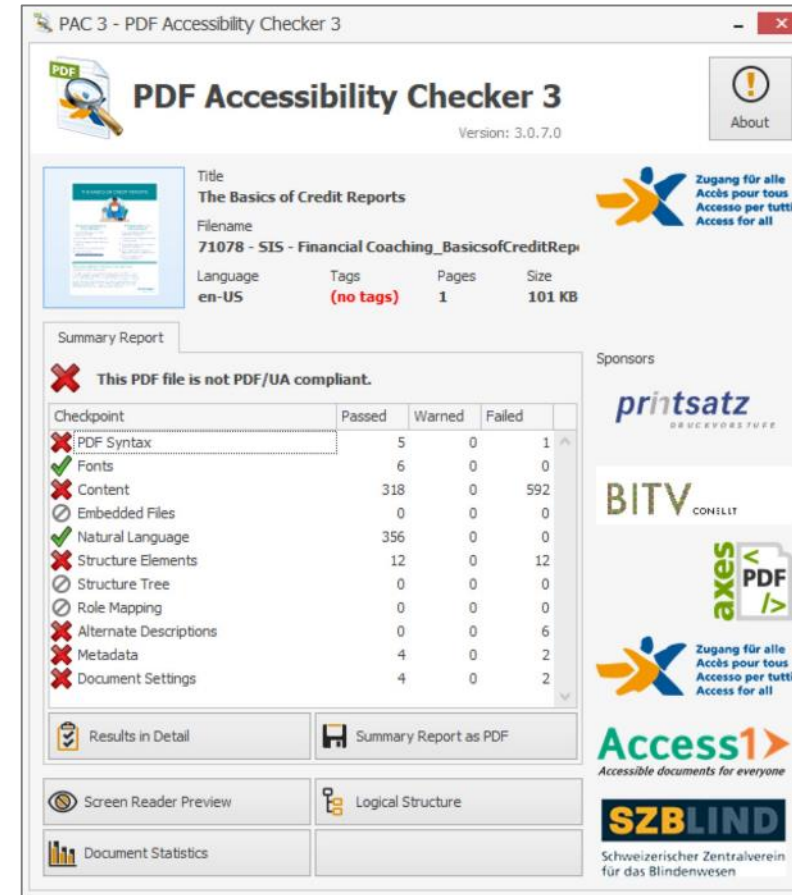 PAC 3 - PDF Accessibility Checker 3
PDF
PDF Accessibility Checker 3
Version: 3.0.7.0
About
Title
The Basics of Credit Reports
Filename
71078 - SIS - Financial Coaching_BasicsofCreditRep
Language Tags Pages Size
en-US (no tags) 1 101 KB
Zugang für alle
Accès pour tous
Accesso per tutti
Access for all
Summary Report
This PDF file is not PDF/UA compliant.
Checkpoint Passed Warned Failed
PDF Syntax 5 0 1
Fonts 6 0 0
Content 318 0 592
Embedded Files 0 0 0
Natural Language 356 0 0
Structure Elements 12 0 12
Structure Tree 0 0 0
Role Mapping 0 0 0
Alternate Descriptions 0 0 6
Metadata 4 0 2
Document Settings 4 0 2
Results in Detail
Summary Report as PDF
Screen Reader Preview
Logical Structure
Document Statistics
Sponsors
printsatz
DRUCKVORSTUFE
BITV CONSULT
axes
<
PDF
/>
Zugang für alle
Accès pour tous
Accesso per tutti
Access for all
Access1
Accessible documents for everyone
SZBLIND
Schweizerischer Zentralverein
für das Blindenwesen